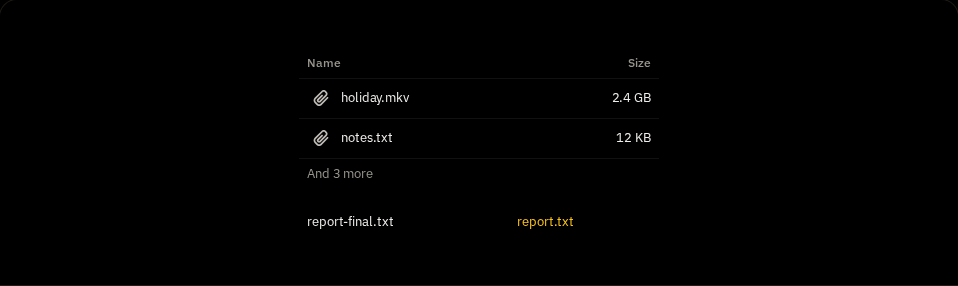 Name Size
holiday.mkv 2.4 GB
notes.txt 12 KB
And 3 more
report-final.txt report.txt